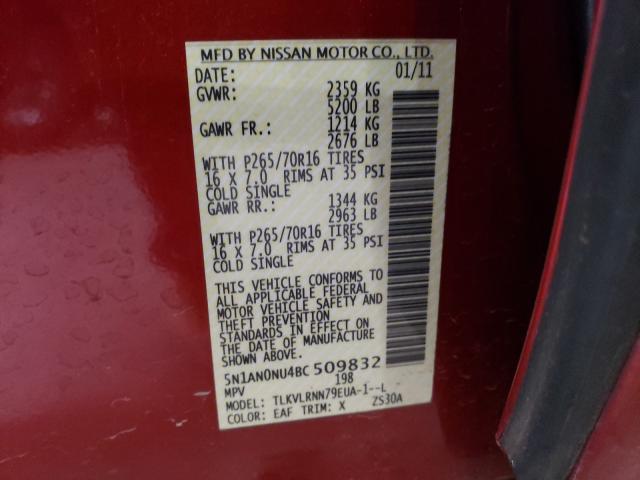 MFD BY NISSAN MOTOR CO., LTD.
DATE: 01/11
GVWR: 2359 KG
5200 LB
GAWR FR.: 1214 KG
2676 LB
WITH P265/70R16 TIRES
16 X 7.0 RIMS AT 35 PSI
COLD SINGLE
GAWR RR.: 1344 KG
2963 LB
WITH P265/70R16 TIRES
16 X 7.0 RIMS AT 35 PSI
COLD SINGLE
THIS VEHICLE CONFORMS TO
ALL APPLICABLE FEDERAL
MOTOR VEHICLE SAFETY AND
THEFT PREVENTION
STANDARDS IN EFFECT ON
THE DATE OF MANUFACTURE
SHOWN ABOVE.
5N1AN0NU4BC509832
MPV 198
MODEL: TLKVLRNN79EUA-1--L
COLOR: EAF TRIM: X ZS30A